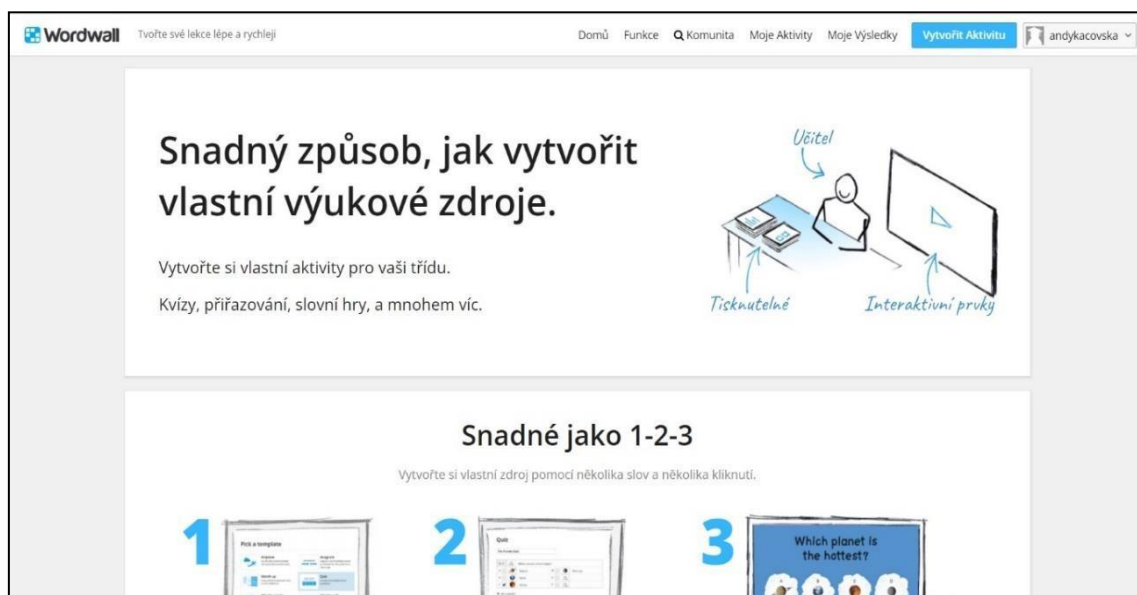 Wordwall
Tvořte své lekce lépe a rychleji
Domů Funkce Komunita Moje Aktivity Moje Výsledky Vytvořit Aktivitu andykacovska
Snadný způsob, jak vytvořit
vlastní výukové zdroje.
Vytvořte si vlastní aktivity pro vaši třídu.
Kvízy, přiřazování, slovní hry, a mnohem víc.
Učitel
Tisknutelné
Interaktivní prvky
Snadné jako 1-2-3
Vytvořte si vlastní zdroj pomocí několika slov a několika kliknutí.
1
Pick a template
2
Quiz
3
Which planet is
the hottest?